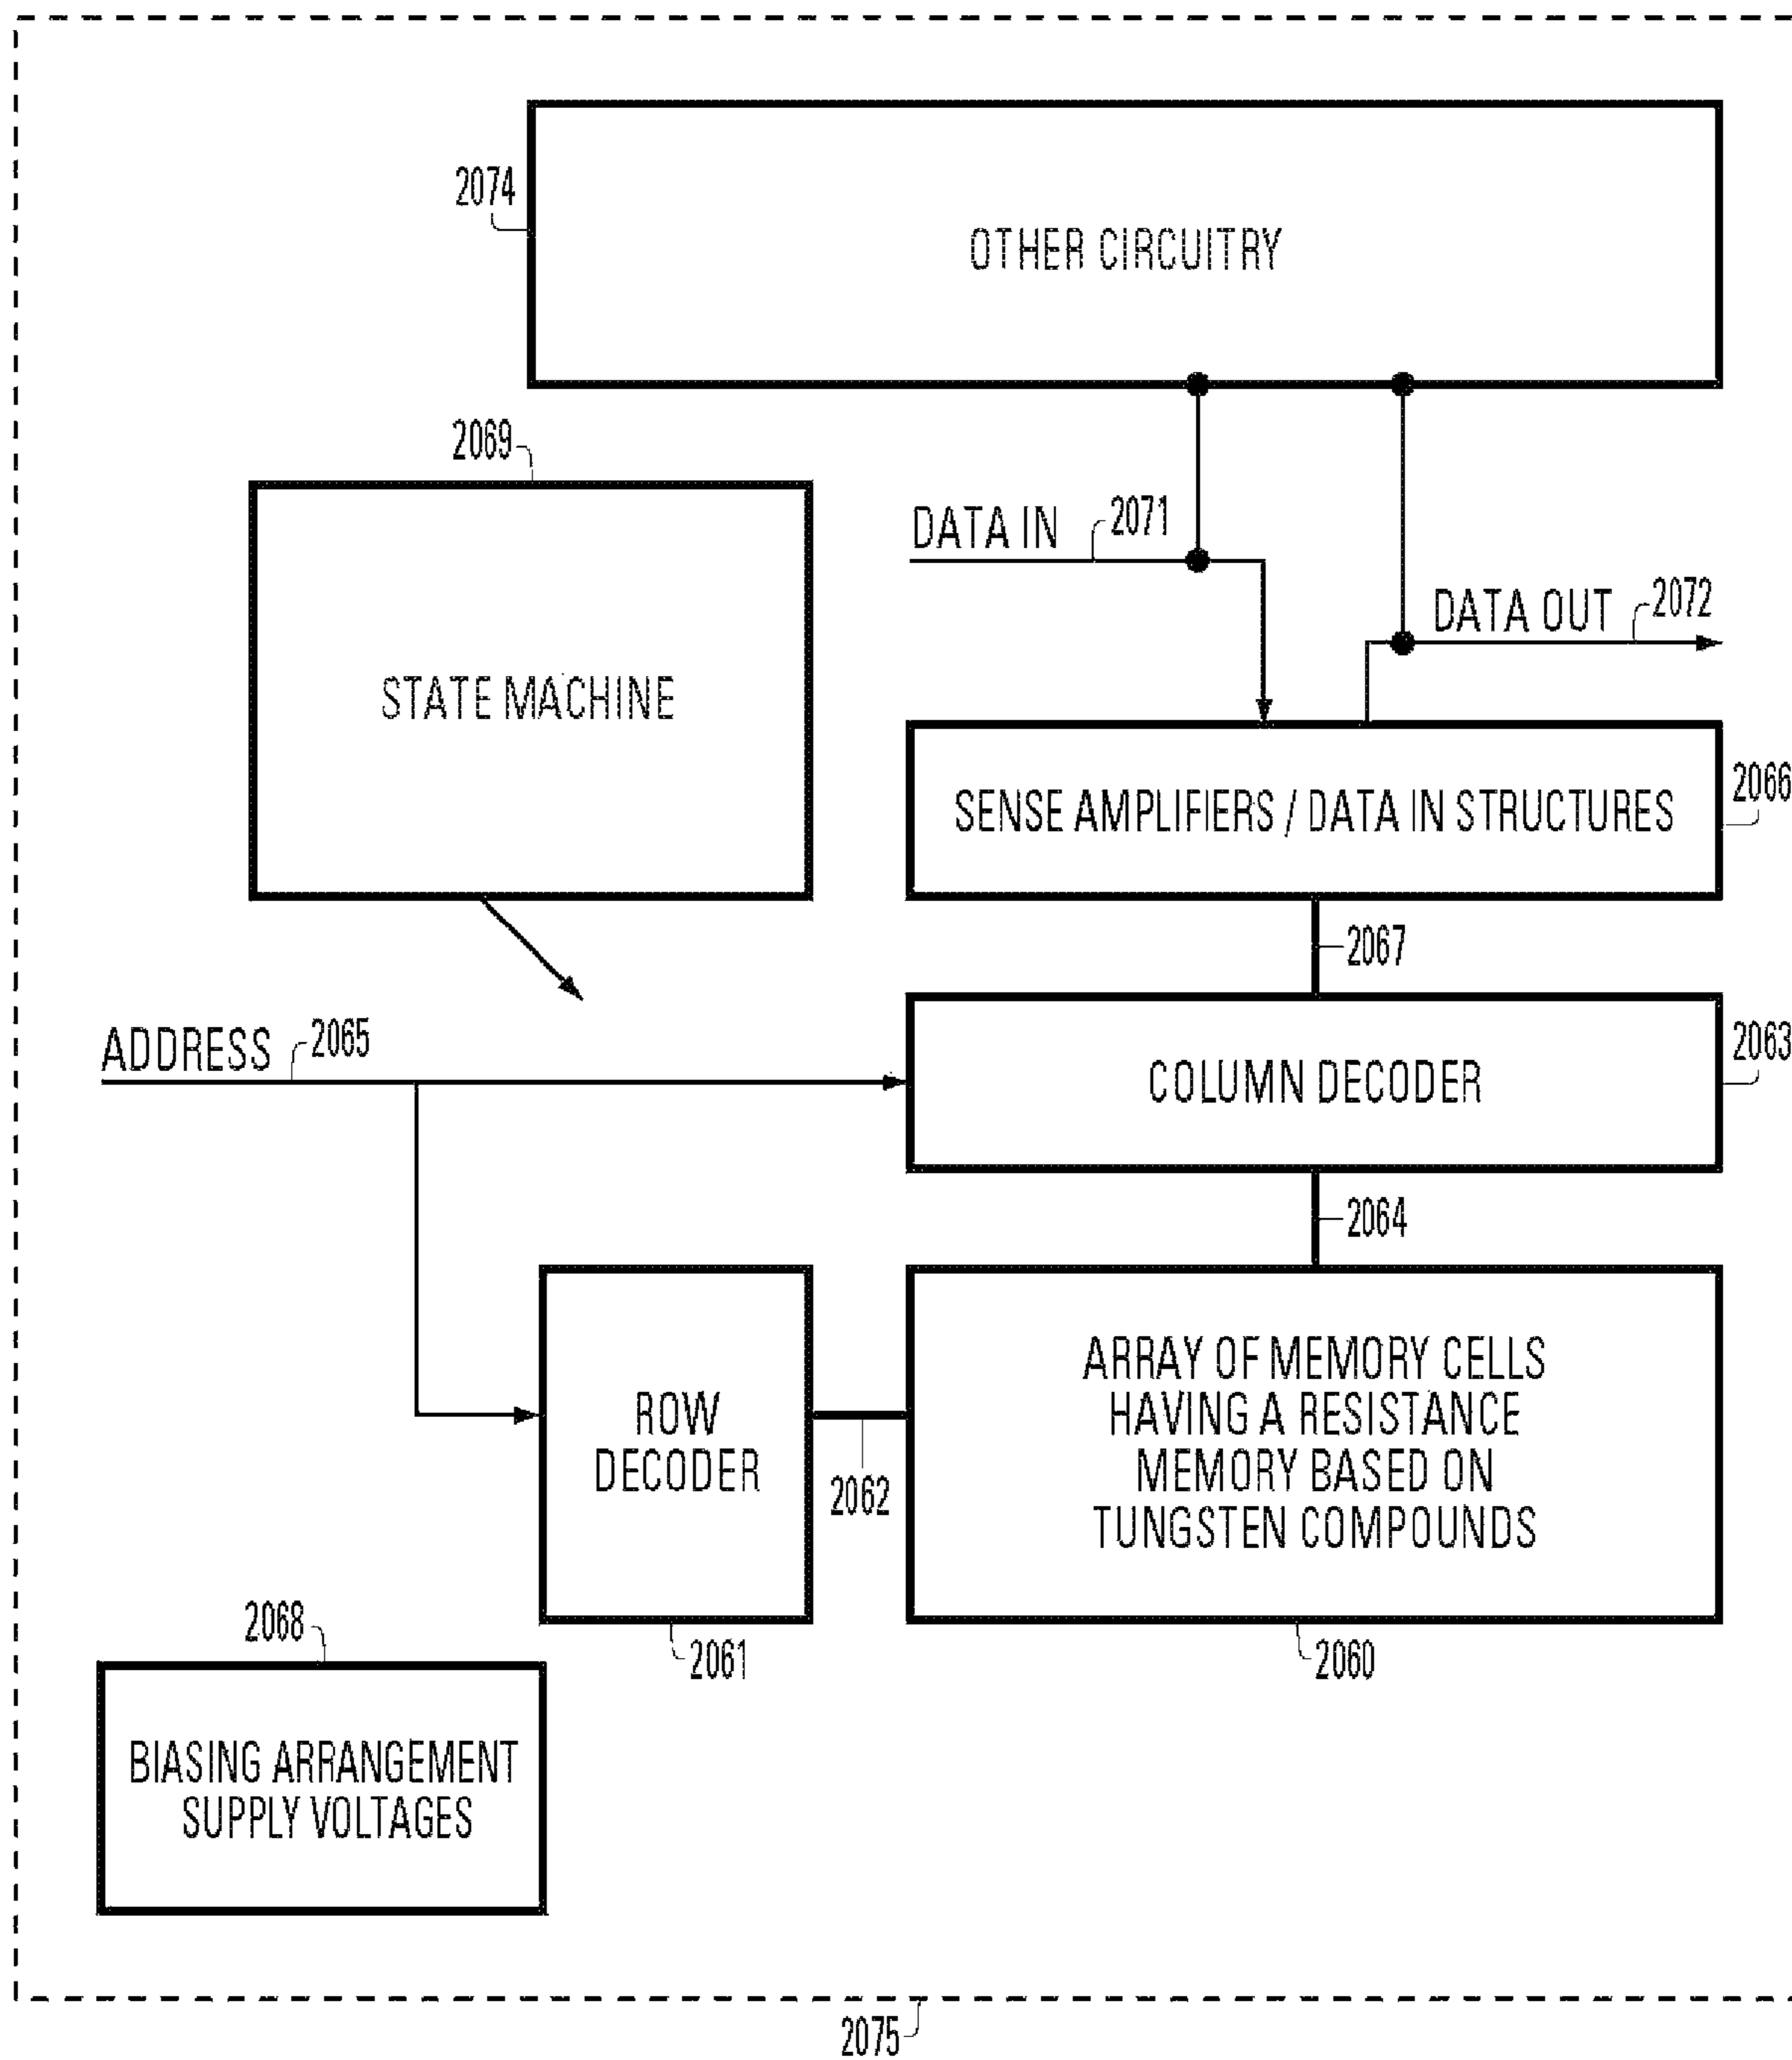 2074
OTHER CIRCUITRY
2069
STATE MACHINE
DATA IN
2071
DATA OUT
2072
SENSE AMPLIFIERS / DATA IN STRUCTURES
2066
2067
ADDRESS
2065
COLUMN DECODER
2063
2064
ROW
DECODER
2061
2062
ARRAY OF MEMORY CELLS
HAVING A RESISTANCE
MEMORY BASED ON
TUNGSTEN COMPOUNDS
2060
2068
BIASING ARRANGEMENT
SUPPLY VOLTAGES
2075